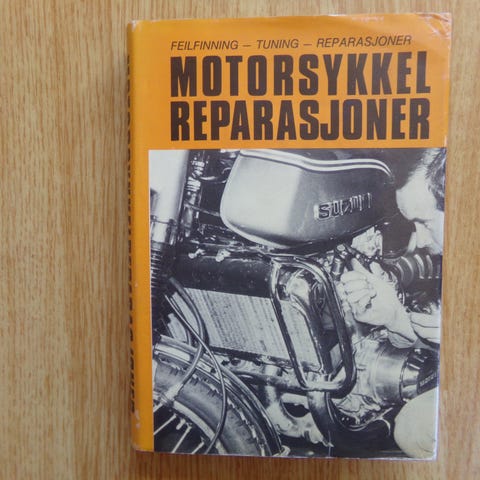 FEILFINNING – TUNING – REPARASJONER
MOTORSYKKEL
REPARASJONER
SUZUKI